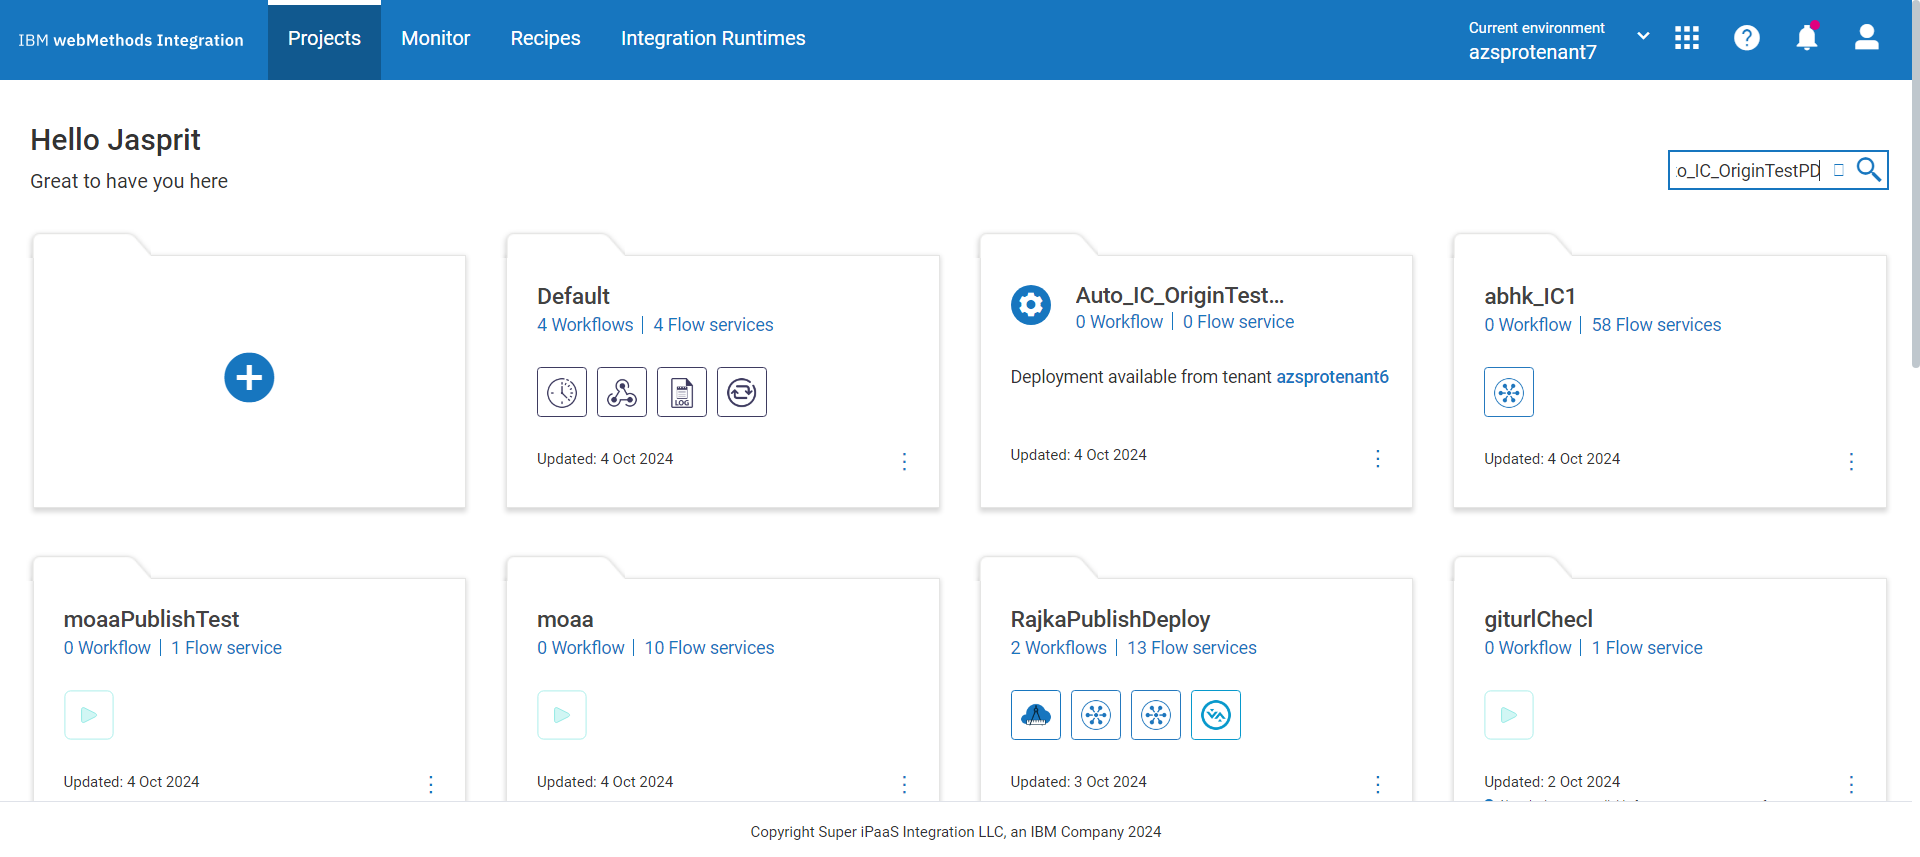 IBM webMethods Integration
Projects
Monitor
Recipes
Integration Runtimes
Current environment
azsprotenant7
Hello Jasprit
Great to have you here
o_IC_OriginTestPD
Default
4 Workflows | 4 Flow services
LOG
Updated: 4 Oct 2024
Auto_IC_OriginTest...
0 Workflow | 0 Flow service
Deployment available from tenant azsprotenant6
Updated: 4 Oct 2024
abhk_IC1
0 Workflow | 58 Flow services
Updated: 4 Oct 2024
moaaPublishTest
0 Workflow | 1 Flow service
Updated: 4 Oct 2024
moaa
0 Workflow | 10 Flow services
Updated: 4 Oct 2024
RajkaPublishDeploy
2 Workflows | 13 Flow services
Updated: 3 Oct 2024
giturlChecl
0 Workflow | 1 Flow service
Updated: 2 Oct 2024
Copyright Super iPaaS Integration LLC, an IBM Company 2024